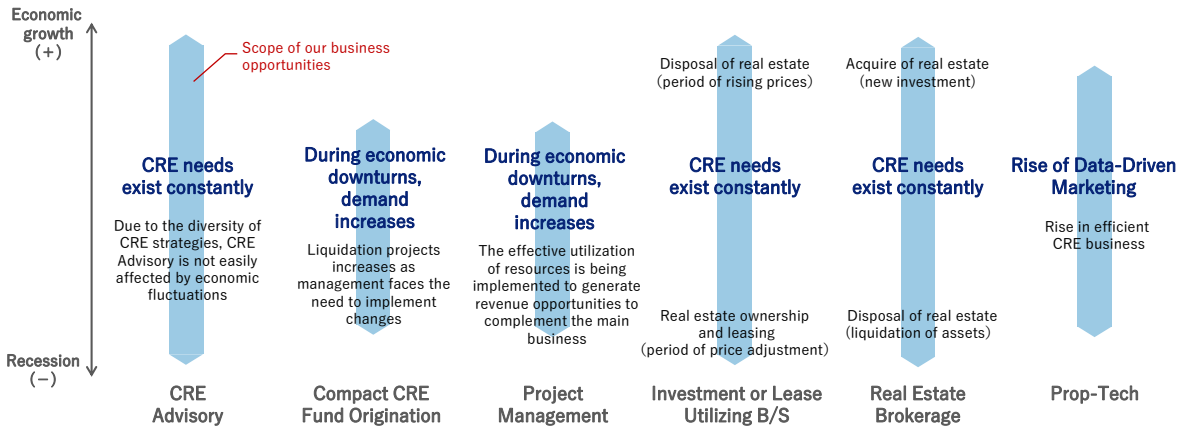 Economic
growth
(+)
Recession
(−)
Scope of our business
opportunities
CRE needs
exist constantly
Due to the diversity of
CRE strategies, CRE
Advisory is not easily
affected by economic
fluctuations
CRE
Advisory
During economic
downturns,
demand
increases
Liquidation projects
increases as
management faces the
need to implement
changes
Compact CRE
Fund Origination
During economic
downturns,
demand
increases
The effective utilization
of resources is being
implemented to generate
revenue opportunities to
complement the main
business
Project
Management
Disposal of real estate
(period of rising prices)
CRE needs
exist constantly
Real estate ownership
and leasing
(period of price adjustment)
Investment or Lease
Utilizing B/S
Acquire of real estate
(new investment)
CRE needs
exist constantly
Disposal of real estate
(liquidation of assets)
Real Estate
Brokerage
Rise of Data-Driven
Marketing
Rise in efficient
CRE business
Prop-Tech